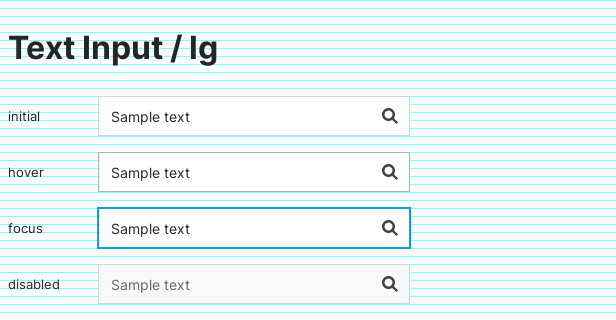 Text Input / lg
initial Sample text
hover Sample text
focus Sample text
disabled Sample text